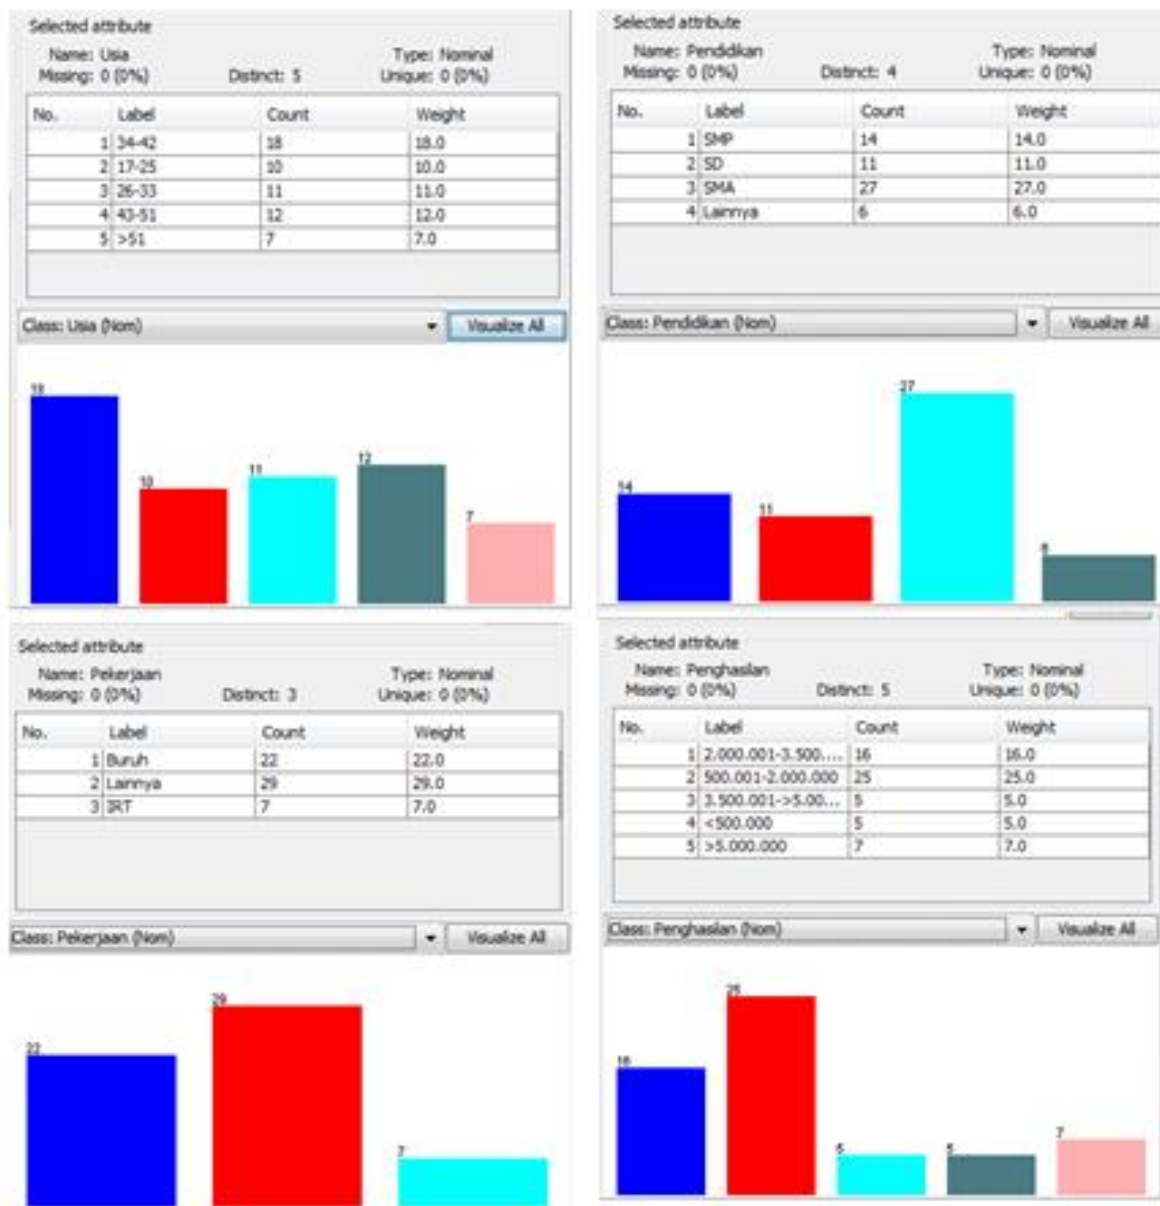 Selected attribute
Name: Usia Type: Nominal
Missing: 0 (0%) Distinct: 5 Unique: 0 (0%)
No. Label Count Weight
1 34-42 18 18.0
2 17-25 10 10.0
3 26-33 11 11.0
4 43-51 12 12.0
5 >51 7 7.0
Class: Usia (Nom) Visualize All
18
10
11
12
7
Selected attribute
Name: Pendidikan Type: Nominal
Missing: 0 (0%) Distinct: 4 Unique: 0 (0%)
No. Label Count Weight
1 SMP 14 14.0
2 SD 11 11.0
3 SMA 27 27.0
4 Lainnya 6 6.0
Class: Pendidikan (Nom) Visualize All
14
11
27
6
Selected attribute
Name: Pekerjaan Type: Nominal
Missing: 0 (0%) Distinct: 3 Unique: 0 (0%)
No. Label Count Weight
1 Buruh 22 22.0
2 Lainnya 29 29.0
3 IRT 7 7.0
Class: Pekerjaan (Nom) Visualize All
22
29
7
Selected attribute
Name: Penghasilan Type: Nominal
Missing: 0 (0%) Distinct: 5 Unique: 0 (0%)
No. Label Count Weight
1 2.000.001-3.500.... 16 16.0
2 500.001-2.000.000 25 25.0
3 3.500.001->5.00... 5 5.0
4 <500.000 5 5.0
5 >5.000.000 7 7.0
Class: Penghasilan (Nom) Visualize All
16
25
5
5
7